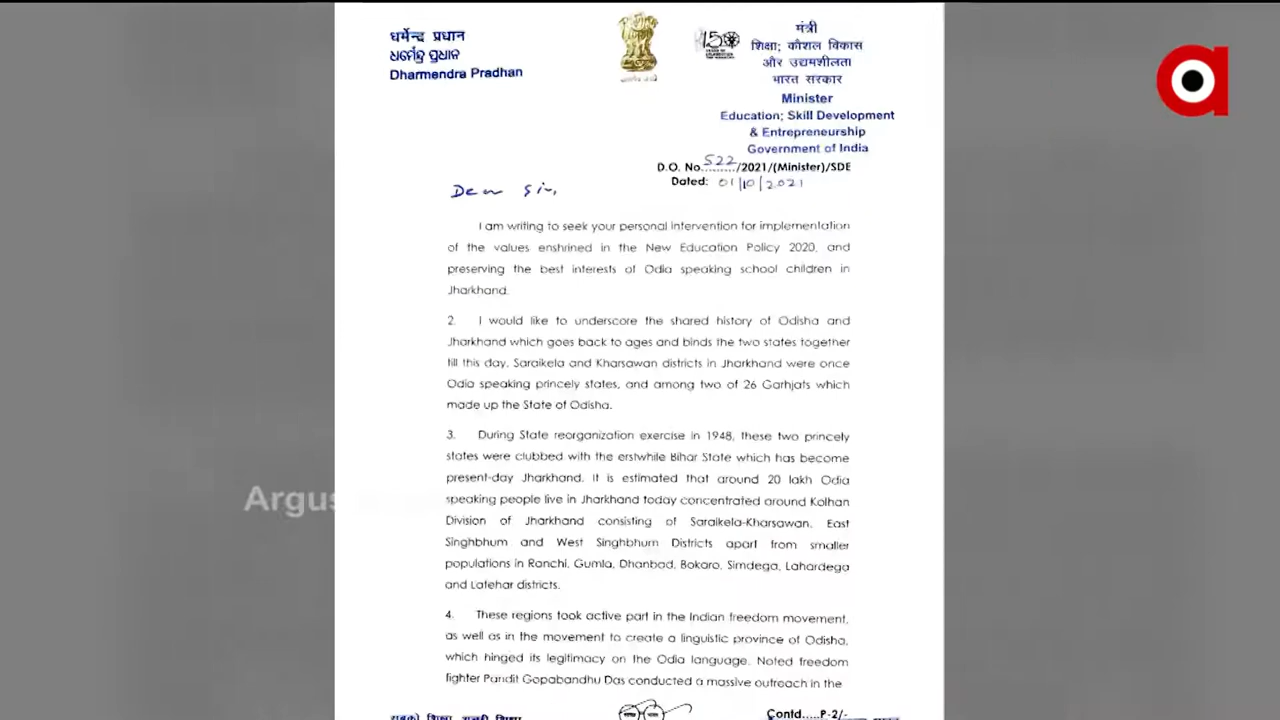 धर्मेन्द्र प्रधान
ଧର୍ମେନ୍ଦ୍ର ପ୍ରଧାନ
Dharmendra Pradhan
मंत्री
शिक्षा; कौशल विकास
और उद्यमशीलता
भारत सरकार
Minister
Education; Skill Development
& Entrepreneurship
Government of India
D.O. No. 522/2021/(Minister)/SDE
Dated: 01/10/2021
Dear Sir,
I am writing to seek your personal intervention for implementation
of the values enshrined in the New Education Policy 2020, and
preserving the best interests of Odia speaking school children in
Jharkhand.
2. I would like to underscore the shared history of Odisha and
Jharkhand which goes back to ages and binds the two states together
till this day. Saraikela and Kharsawan districts in Jharkhand were once
Odia speaking princely states, and among two of 26 Garhjats which
made up the State of Odisha.
3. During State reorganization exercise in 1948, these two princely
states were clubbed with the erstwhile Bihar State which has become
present-day Jharkhand. It is estimated that around 20 lakh Odia
speaking people live in Jharkhand today concentrated around Kolhan
Division of Jharkhand consisting of Saraikela-Kharsawan, East
Singhbhum and West Singhbhum Districts apart from smaller
populations in Ranchi, Gumla, Dhanbad, Bokaro, Simdega, Lahardega
and Latehar districts.
4. These regions took active part in the Indian freedom movement,
as well as in the movement to create a linguistic province of Odisha,
which hinged its legitimacy on the Odia language. Noted freedom
fighter Pandit Gopabandhu Das conducted a massive outreach in the
Contd....P-2/-
Argus